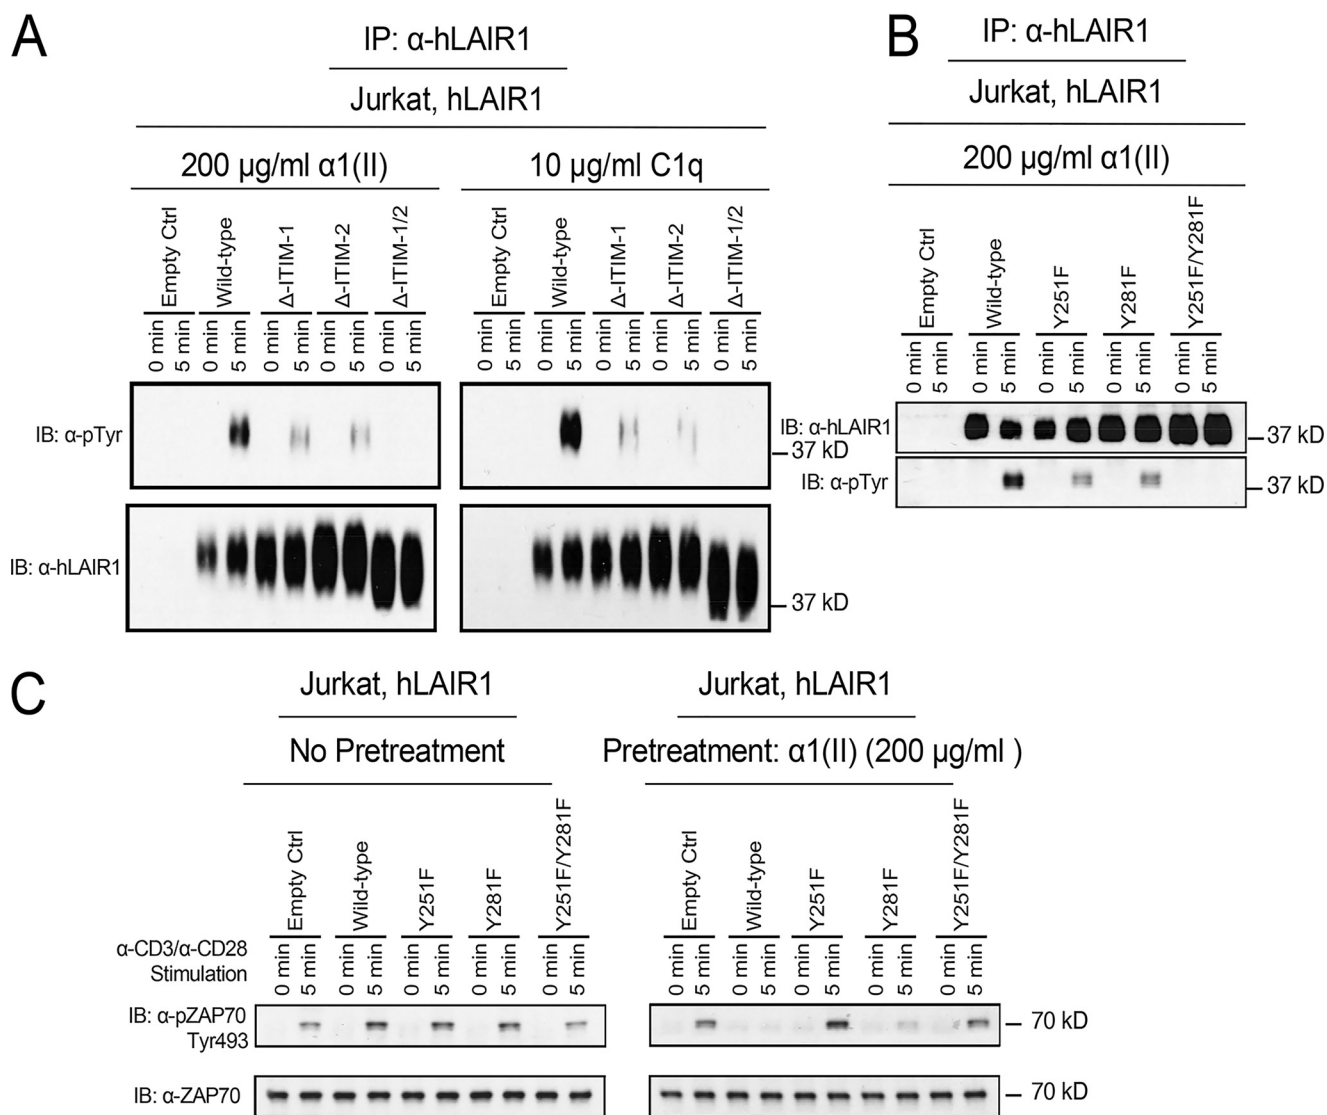 A
IP: α-hLAIR1
Jurkat, hLAIR1
200 µg/ml α1(II)
10 µg/ml C1q
Empty Ctrl
Wild-type
Δ-ITIM-1
Δ-ITIM-2
Δ-ITIM-1/2
Empty Ctrl
Wild-type
Δ-ITIM-1
Δ-ITIM-2
Δ-ITIM-1/2
0 min 5 min 0 min 5 min 0 min 5 min 0 min 5 min 0 min 5 min
0 min 5 min 0 min 5 min 0 min 5 min 0 min 5 min 0 min 5 min
IB: α-pTyr
37 kD
IB: α-hLAIR1
37 kD
B
IP: α-hLAIR1
Jurkat, hLAIR1
200 µg/ml α1(II)
Empty Ctrl
Wild-type
Y251F
Y281F
Y251F/Y281F
0 min 5 min 0 min 5 min 0 min 5 min 0 min 5 min 0 min 5 min
IB: α-hLAIR1
37 kD
IB: α-pTyr
37 kD
C
Jurkat, hLAIR1
No Pretreatment
Empty Ctrl
Wild-type
Y251F
Y281F
Y251F/Y281F
Jurkat, hLAIR1
Pretreatment: α1(II) (200 µg/ml )
Empty Ctrl
Wild-type
Y251F
Y281F
Y251F/Y281F
α-CD3/α-CD28
Stimulation
0 min 5 min 0 min 5 min 0 min 5 min 0 min 5 min 0 min 5 min
0 min 5 min 0 min 5 min 0 min 5 min 0 min 5 min 0 min 5 min
IB: α-pZAP70
Tyr493
70 kD
IB: α-ZAP70
70 kD